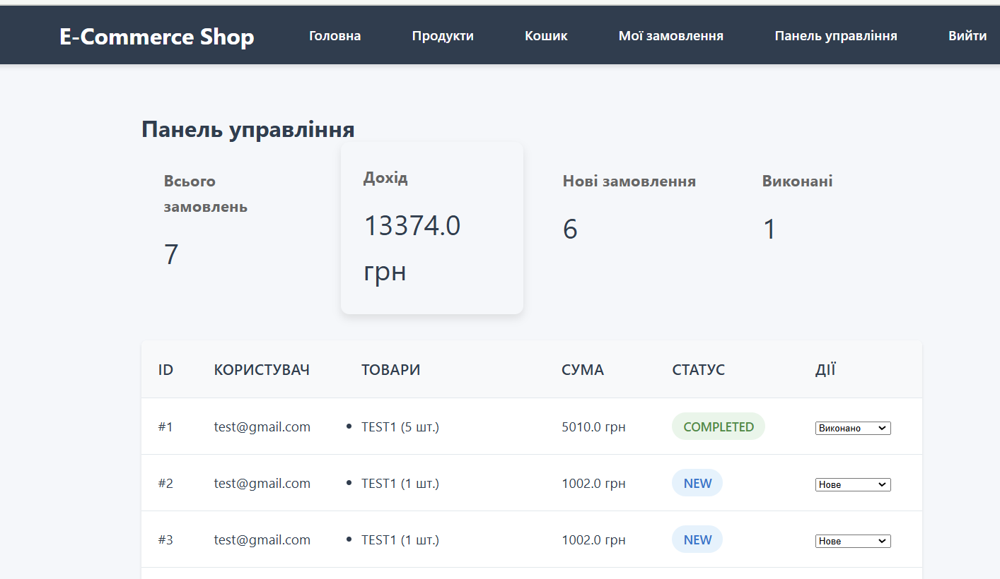 E-Commerce Shop Головна Продукти Кошик Мої замовлення Панель управління Вийти
Панель управління
Всього
замовлень
7
Дохід
13374.0
грн
Нові замовлення
6
Виконані
1
ID КОРИСТУВАЧ ТОВАРИ СУМА СТАТУС ДІЇ
#1 test@gmail.com • TEST1 (5 шт.) 5010.0 грн COMPLETED Виконано
#2 test@gmail.com • TEST1 (1 шт.) 1002.0 грн NEW Нове
#3 test@gmail.com • TEST1 (1 шт.) 1002.0 грн NEW Нове